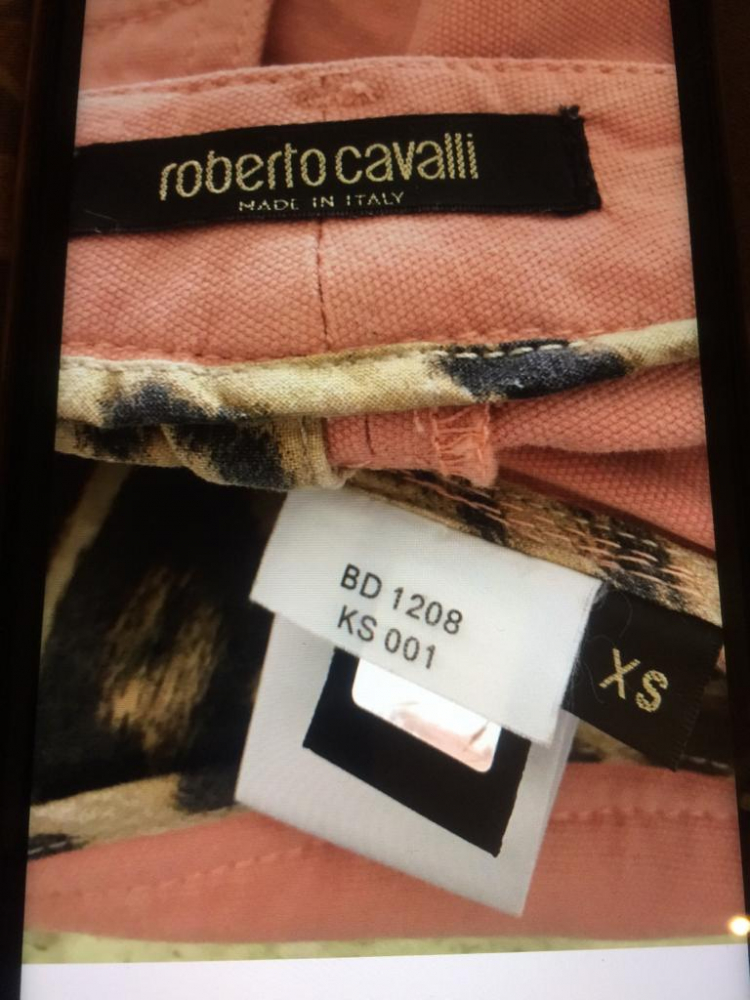 roberto cavalli
MADE IN ITALY
BD 1208
KS 001
XS